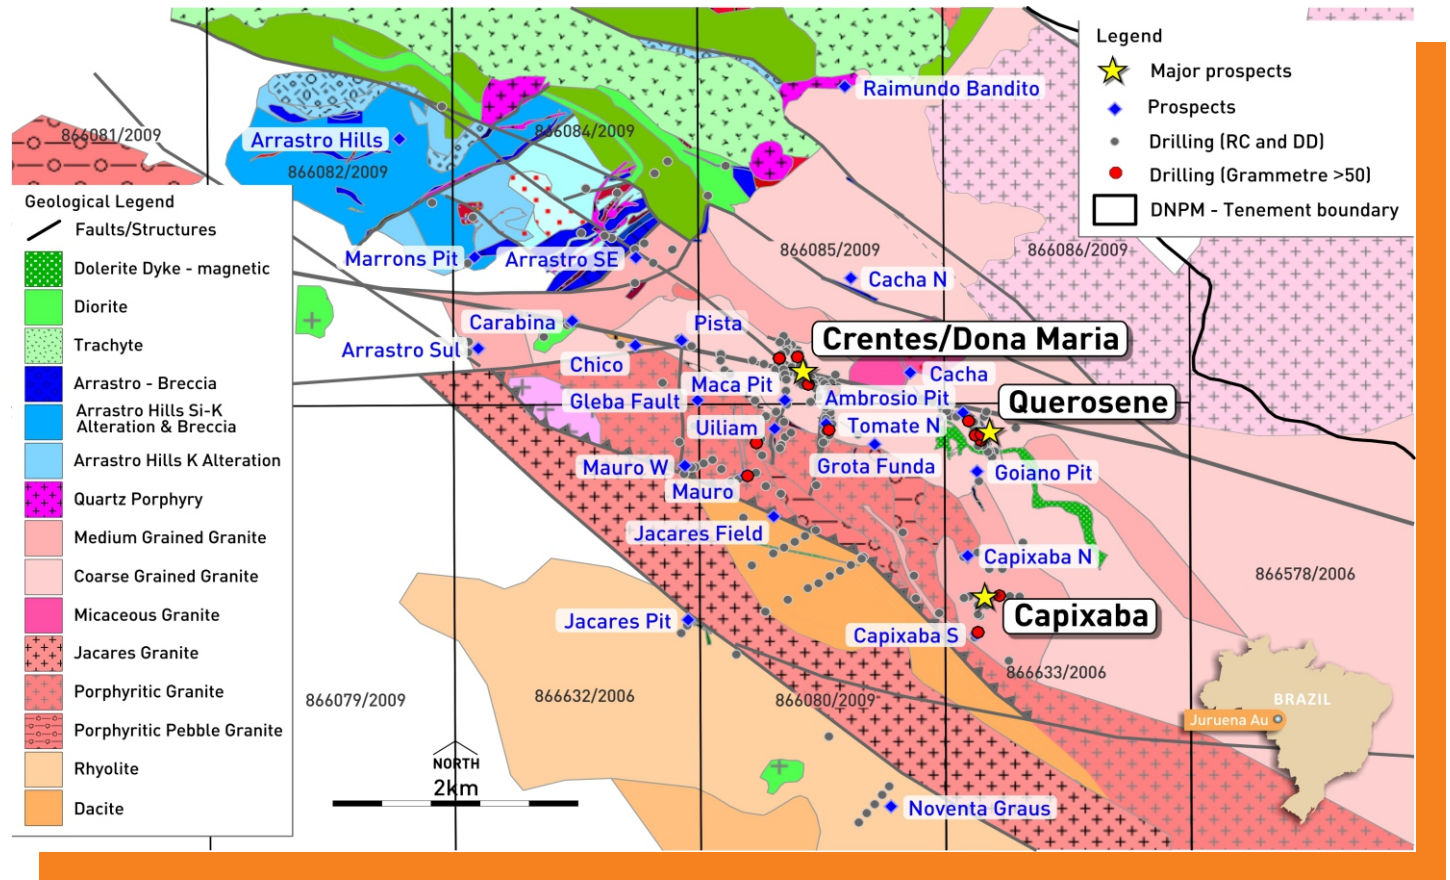 Legend
Major prospects
Prospects
Drilling (RC and DD)
Drilling (Grammetre >50)
DNPM - Tenement boundary
Raimundo Bandito
866081/2009
Arrastro Hills
866084/2009
866082/2009
Geological Legend
Faults/Structures
Dolerite Dyke - magnetic
Diorite
Trachyte
Arrastro - Breccia
Arrastro Hills Si-K
Alteration & Breccia
Arrastro Hills K Alteration
Quartz Porphyry
Medium Grained Granite
Coarse Grained Granite
Micaceous Granite
Jacares Granite
Porphyritic Granite
Porphyritic Pebble Granite
Rhyolite
Dacite
866085/2009
866086/2009
Marrons Pit
Arrastro SE
Cacha N
Carabina
Pista
Crentes/Dona Maria
Arrastro Sul
Chico
Cacha
Maca Pit
Gleba Fault
Ambrosio Pit
Querosene
Uiliam
Tomate N
Mauro W
Grota Funda
Goiano Pit
Mauro
Jacares Field
Capixaba N
866578/2006
Jacares Pit
Capixaba
Capixaba S
866633/2006
866079/2009
866632/2006
866080/2009
BRAZIL
Juruena Au
NORTH
2km
Noventa Graus